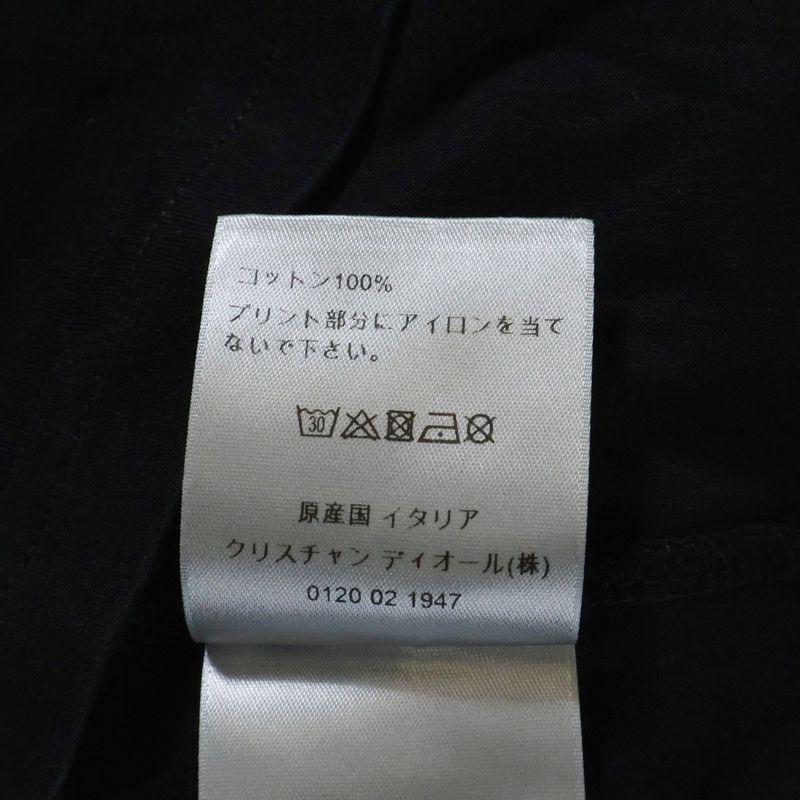 コットン100%
プリント部分にアイロンを当て
ないで下さい。
30
原産国 イタリア
クリスチャン ディオール(株)
0120 02 1947